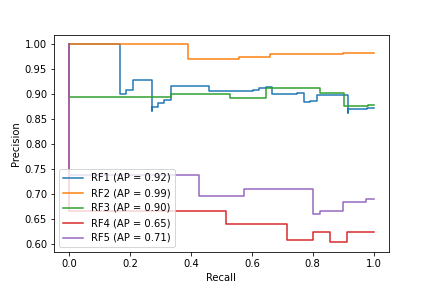 1.00
0.95
0.90
0.85
0.80
0.75
0.70
0.65
0.60
Precision
RF1 (AP = 0.92)
RF2 (AP = 0.99)
RF3 (AP = 0.90)
RF4 (AP = 0.65)
RF5 (AP = 0.71)
0.0 0.2 0.4 0.6 0.8 1.0
Recall